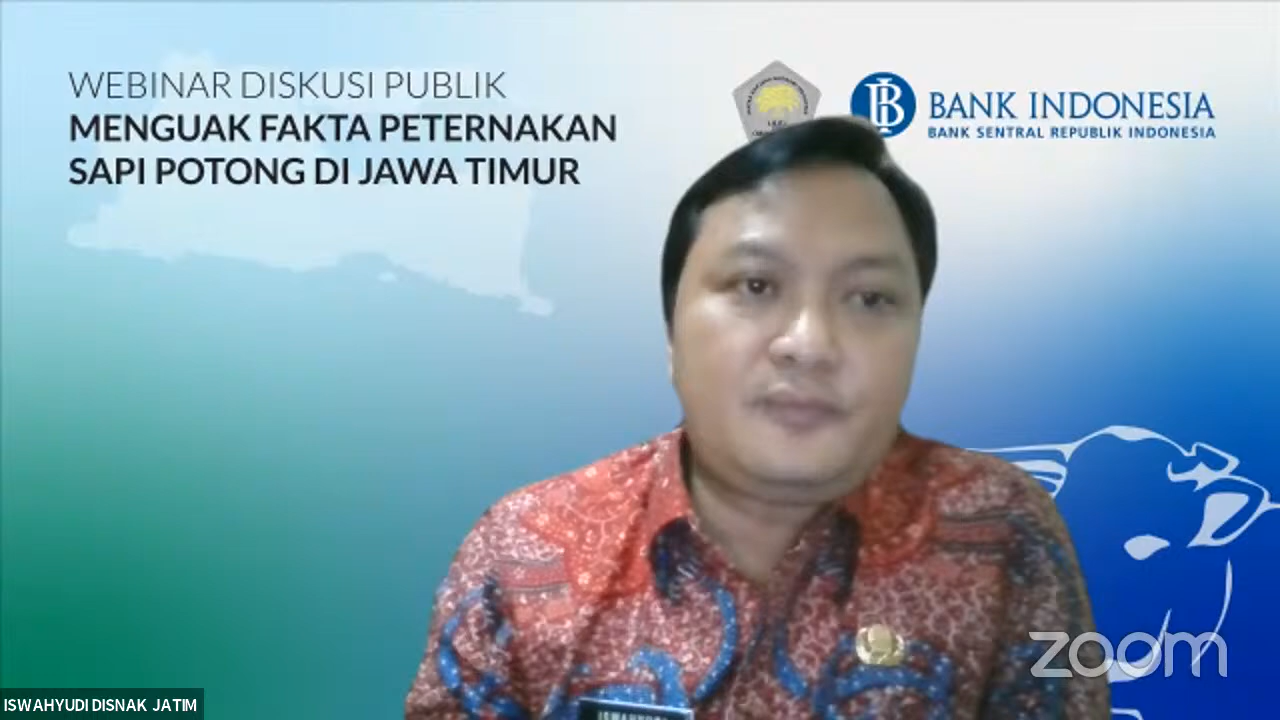 WEBINAR DISKUSI PUBLIK
MENGUAK FAKTA PETERNAKAN
SAPI POTONG DI JAWA TIMUR
BANK INDONESIA
BANK SENTRAL REPUBLIK INDONESIA
zoom
ISWAHYUDI DISNAK JATIM
ISWAHYUDI